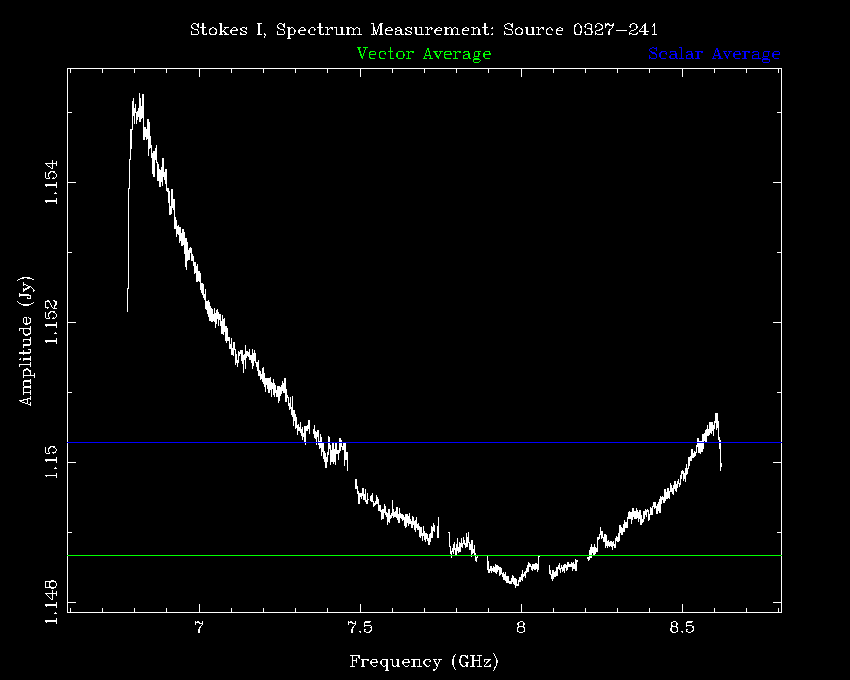 Stokes I, Spectrum Measurement: Source 0327-241
Vector Average
Scalar Average
1.154
1.152
1.15
1.148
Amplitude (Jy)
7
7.5
8
8.5
Frequency (GHz)